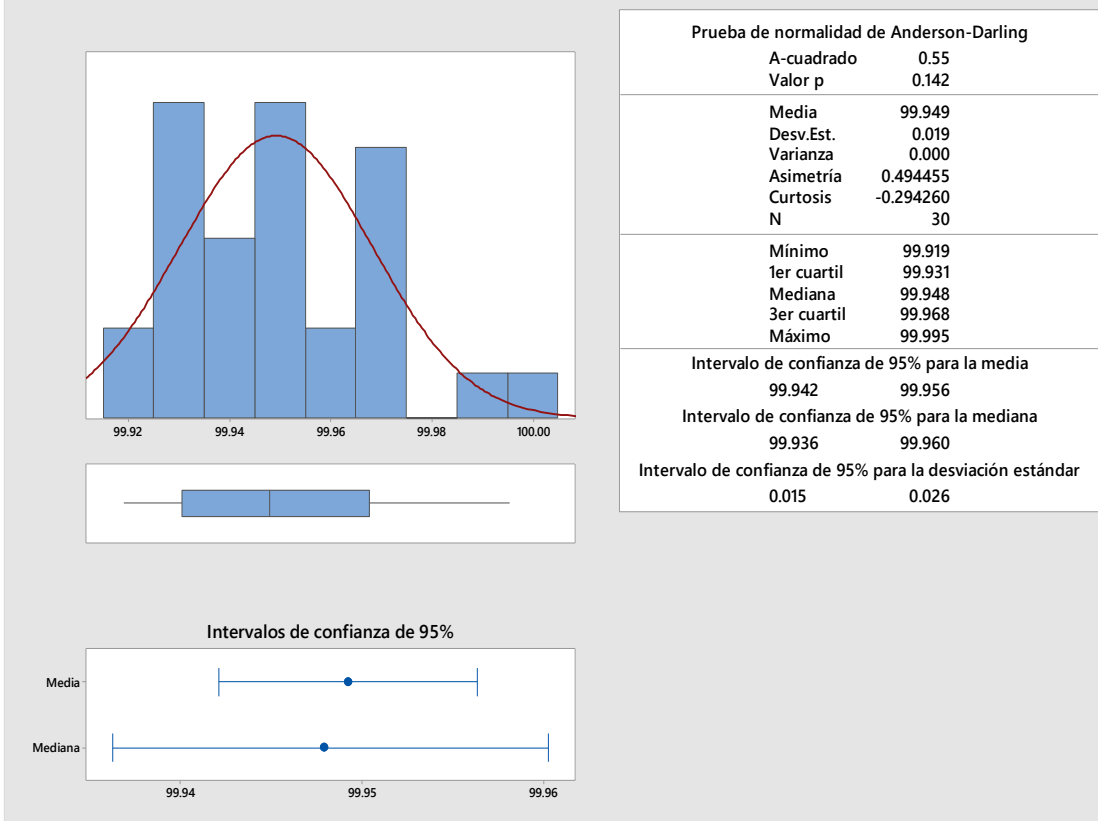 99.92 99.94 99.96 99.98 100.00
Intervalos de confianza de 95%
Media
Mediana
99.94 99.95 99.96
Prueba de normalidad de Anderson-Darling
A-cuadrado 0.55
Valor p 0.142
Media 99.949
Desv.Est. 0.019
Varianza 0.000
Asimetría 0.494455
Curtosis -0.294260
N 30
Mínimo 99.919
1er cuartil 99.931
Mediana 99.948
3er cuartil 99.968
Máximo 99.995
Intervalo de confianza de 95% para la media
99.942 99.956
Intervalo de confianza de 95% para la mediana
99.936 99.960
Intervalo de confianza de 95% para la desviación estándar
0.015 0.026